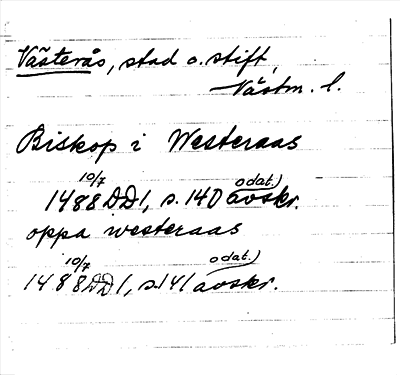 Västerås, stad o. stift,
Västm. l.
Biskop i Westeraas
10/7 odat.)
1488 DD1, s. 140 avskr.
oppa westeraas
10/7 odat.)
1488 DD1, s. 141 avskr.